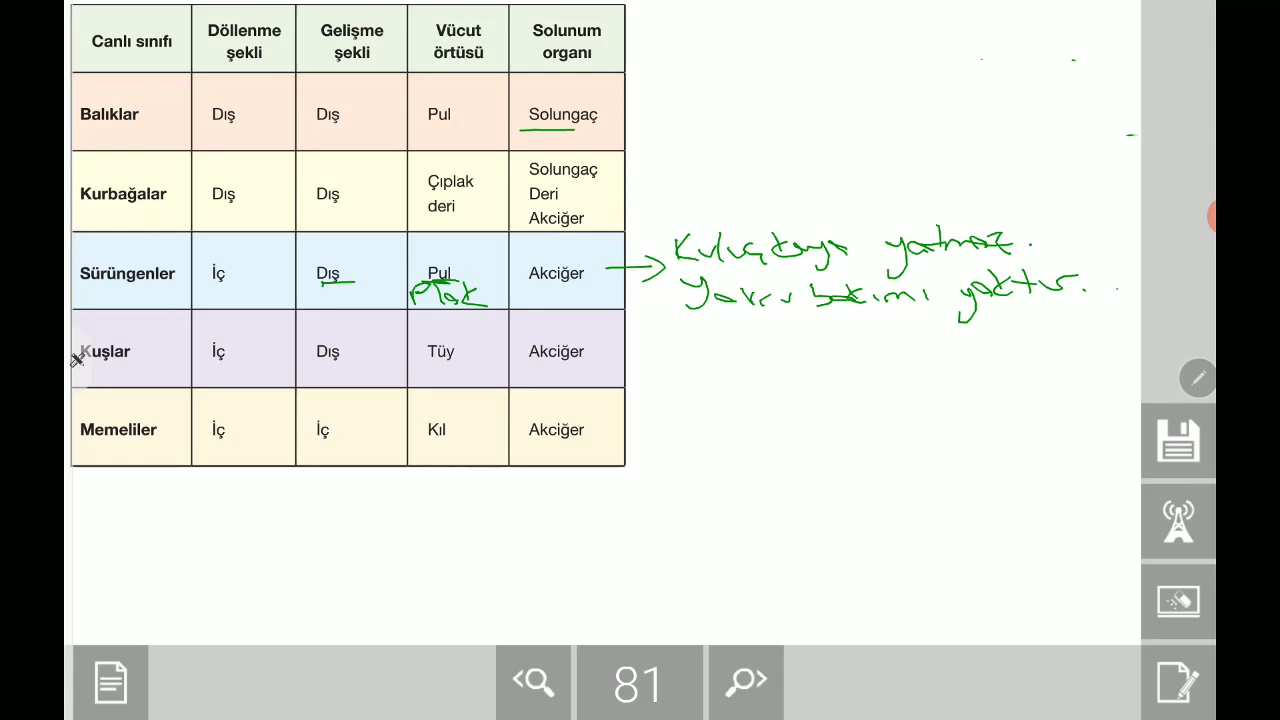 Canlı sınıfı
Döllenme
şekli
Gelişme
şekli
Vücut
örtüsü
Solunum
organı
Balıklar
Dış
Dış
Pul
Solungaç
Kurbağalar
Dış
Dış
Çıplak
deri
Solungaç
Deri
Akciğer
Sürüngenler
İç
Dış
Pul
Plak
Akciğer
Kuluçkaya yatmaz.
Yavru bakımı yoktur.
Kuşlar
İç
Dış
Tüy
Akciğer
Memeliler
İç
İç
Kıl
Akciğer
81